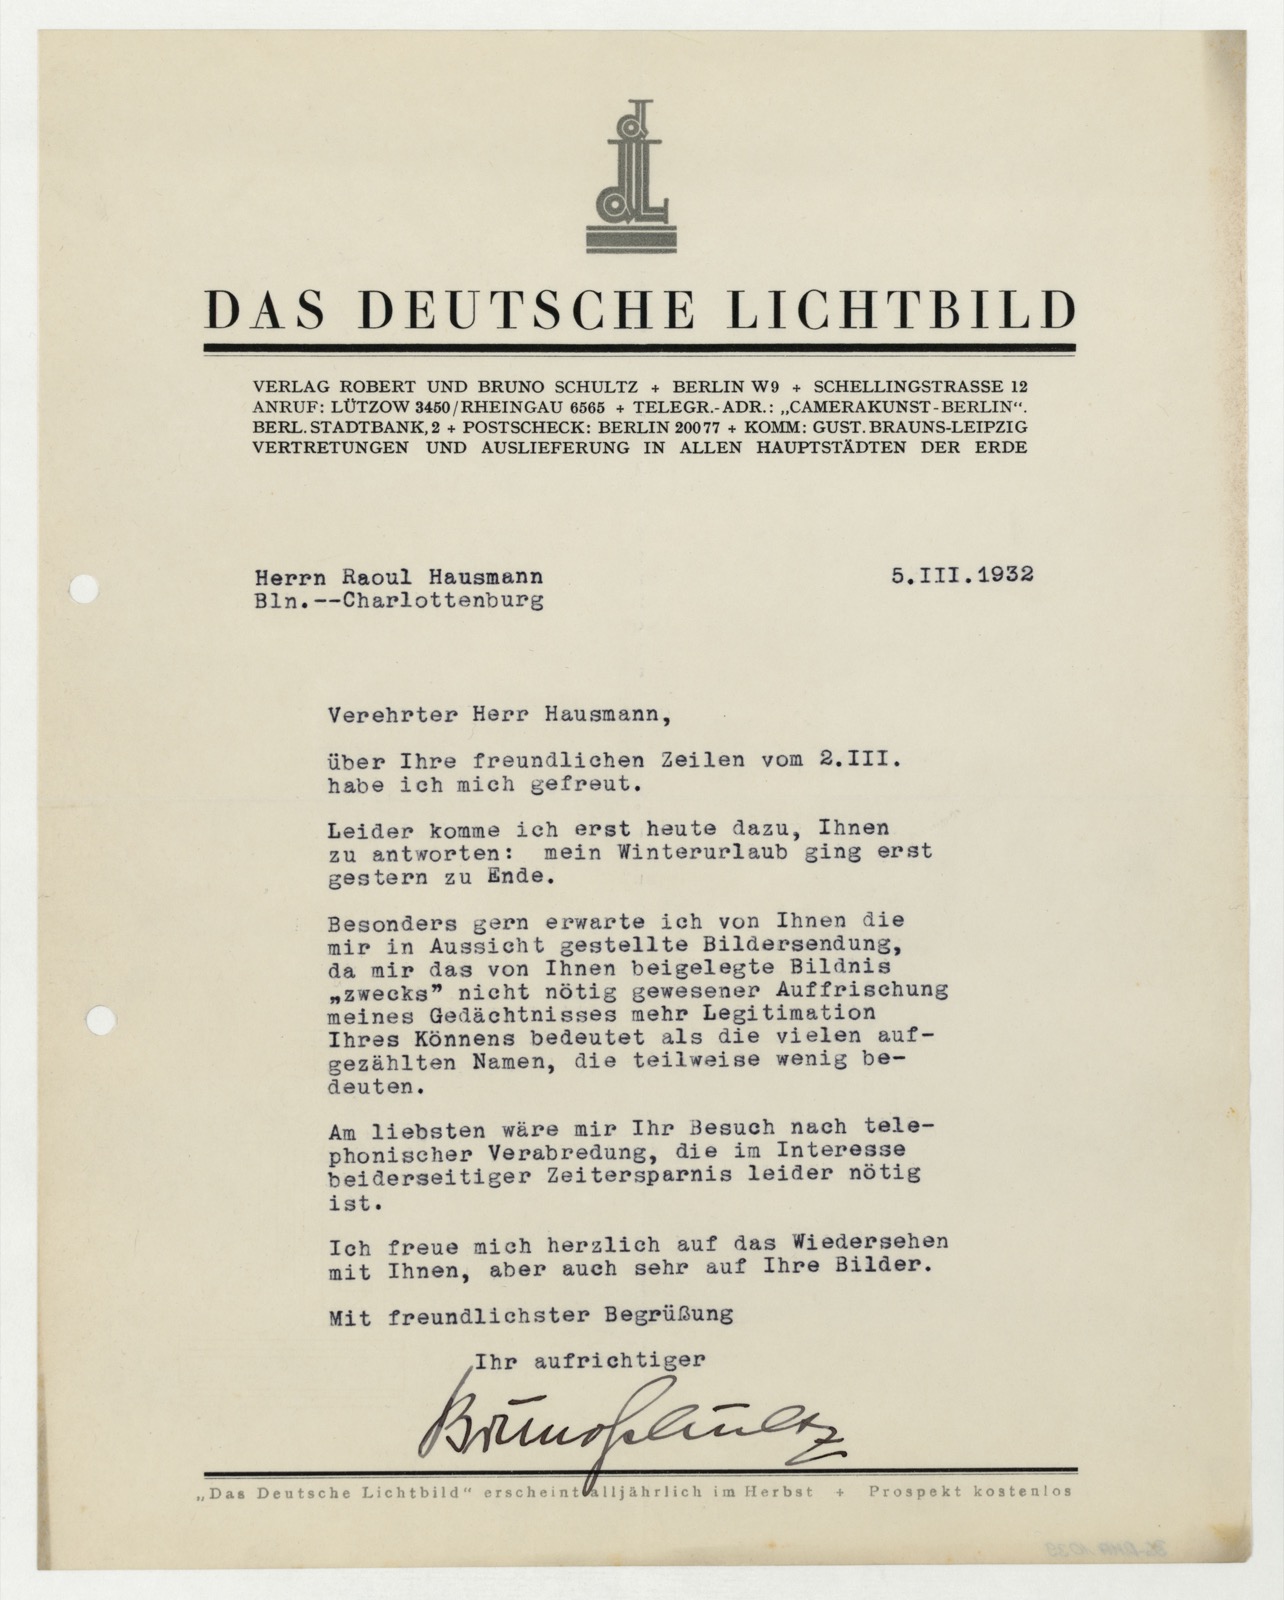 DAS DEUTSCHE LICHTBILD
VERLAG ROBERT UND BRUNO SCHULTZ + BERLIN W9 + SCHELLINGSTRASSE 12
ANRUF: LÜTZOW 3450/RHEINGAU 6565 + TELEGR.-ADR.: „CAMERAKUNST-BERLIN“.
BERL. STADTBANK, 2 + POSTSCHECK: BERLIN 20077 + KOMM: GUST. BRAUNS-LEIPZIG
VERTRETUNGEN UND AUSLIEFERUNG IN ALLEN HAUPTSTÄDTEN DER ERDE
Herrn Raoul Hausmann 5.III.1932
Bln.--Charlottenburg
Verehrter Herr Hausmann,
über Ihre freundlichen Zeilen vom 2.III.
habe ich mich gefreut.
Leider komme ich erst heute dazu, Ihnen
zu antworten: mein Winterurlaub ging erst
gestern zu Ende.
Besonders gern erwarte ich von Ihnen die
mir in Aussicht gestellte Bildersendung,
da mir das von Ihnen beigelegte Bildnis
„zwecks” nicht nötig gewesener Auffrischung
meines Gedächtnisses mehr Legitimation
Ihres Könnens bedeutet als die vielen auf-
gezählten Namen, die teilweise wenig be-
deuten.
Am liebsten wäre mir Ihr Besuch nach tele-
phonischer Verabredung, die im Interesse
beiderseitiger Zeitersparnis leider nötig
ist.
Ich freue mich herzlich auf das Wiedersehen
mit Ihnen, aber auch sehr auf Ihre Bilder.
Mit freundlichster Begrüßung
Ihr aufrichtiger
Bruno Schultz
„Das Deutsche Lichtbild“ erscheint alljährlich im Herbst + Prospekt kostenlos